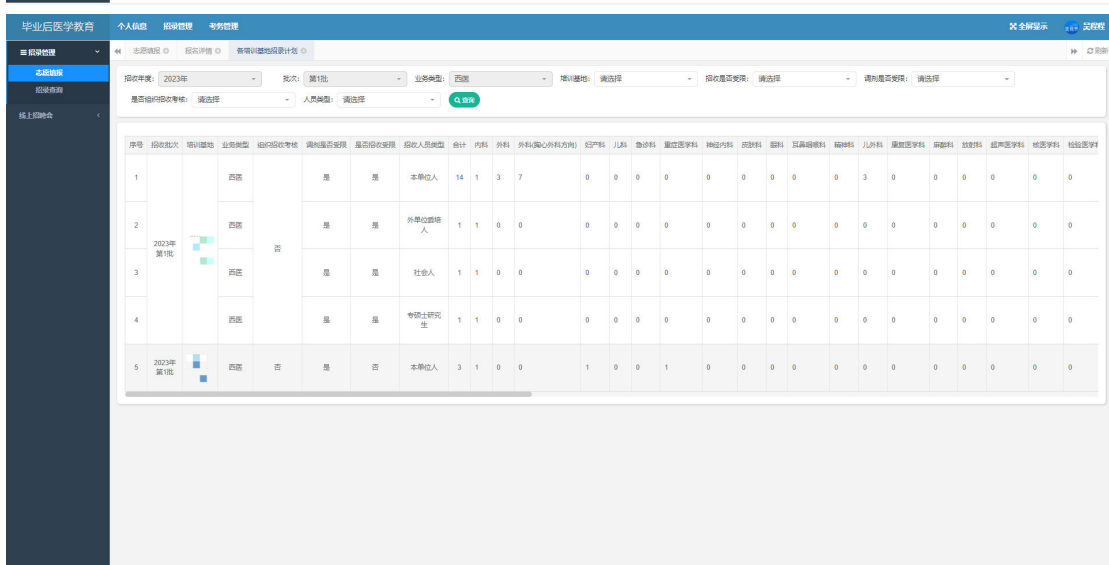 毕业后医学教育 个人信息 招录管理 考务管理 全屏显示 吴程程
招录管理 志愿填报 报名详情 各培训基地招录计划 刷新
志愿填报
招录查询
线上招聘会
招收年度: 2023年 批次: 第1批 业务类型: 西医 培训基地: 请选择 招收是否受限: 请选择 调剂是否受限: 请选择
是否组织招收考核: 请选择 人员类型: 请选择 查询
序号 招收批次 培训基地 业务类型 组织招收考核 调剂是否受限 是否招收受限 招收人员类型 合计 内科 外科 外科(胸心外科方向) 妇产科 儿科 急诊科 重症医学科 神经内科 皮肤科 眼科 耳鼻咽喉科 精神科 儿外科 康复医学科 麻醉科 放射科 超声医学科 核医学科 检验医学科
1 西医 是 是 本单位人 14 1 3 7 0 0 0 0 0 0 0 0 0 3 0 0 0 0 0 0
2 西医 是 是 外单位委培人 1 1 0 0 0 0 0 0 0 0 0 0 0 0 0 0 0 0 0 0
2023年第1批 否
3 西医 是 是 社会人 1 1 0 0 0 0 0 0 0 0 0 0 0 0 0 0 0 0 0 0
4 西医 是 是 专硕士研究生 1 1 0 0 0 0 0 0 0 0 0 0 0 0 0 0 0 0 0 0
5 2023年第1批 西医 否 是 否 本单位人 3 1 0 0 1 0 0 1 0 0 0 0 0 0 0 0 0 0 0 0